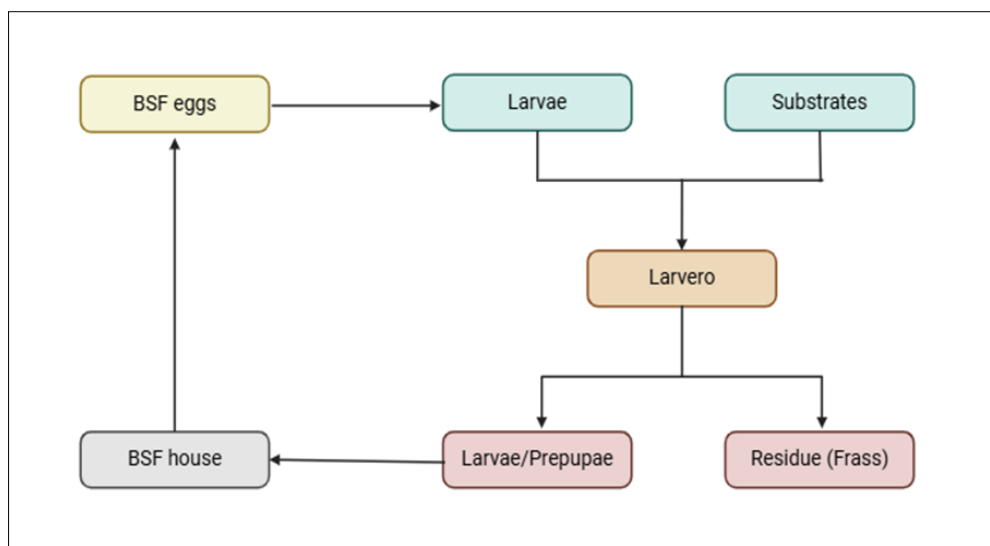 BSF eggs
Larvae
Substrates
Larvero
BSF house
Larvae/Prepupae
Residue (Frass)